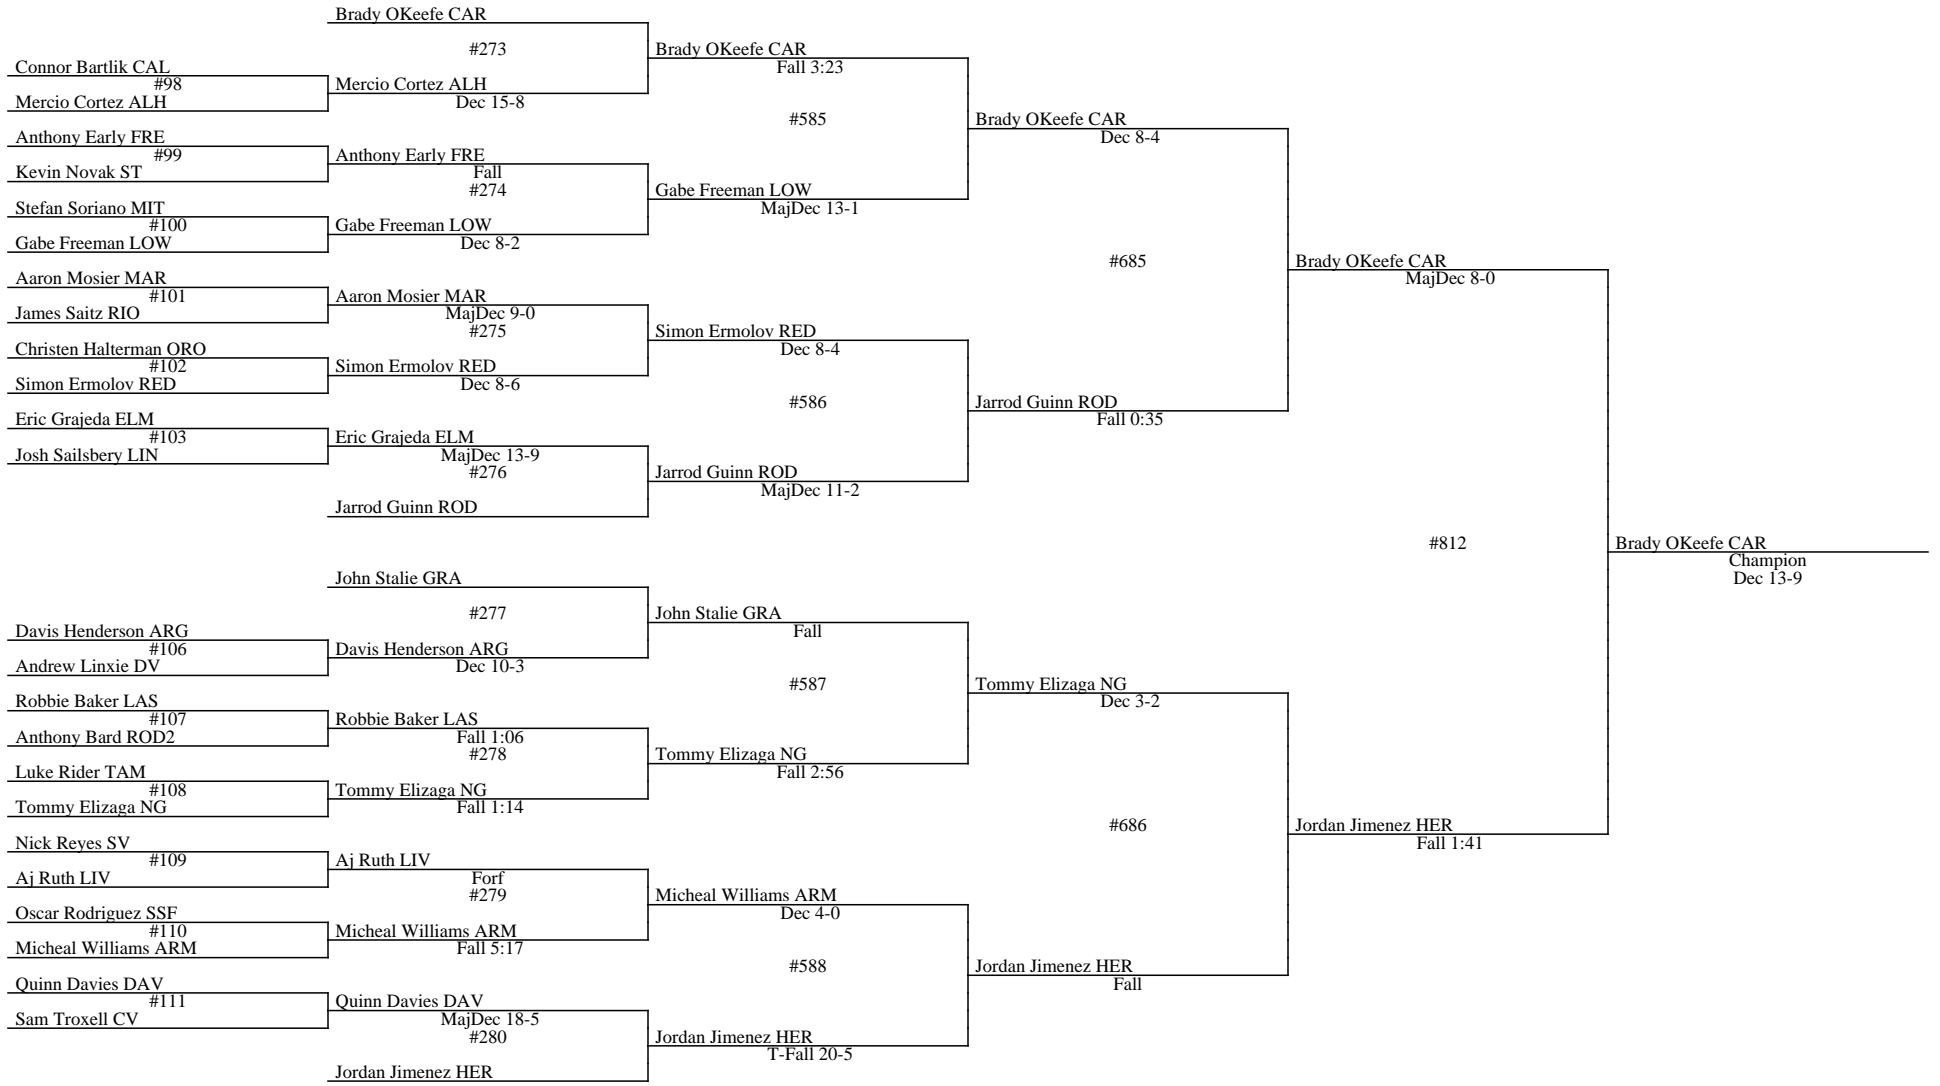 Brady OKeefe CAR
#273
Brady OKeefe CAR
Connor Bartlik CAL
Fall 3:23
#98
Mercio Cortez ALH
Mercio Cortez ALH
Dec 15-8
#585
Brady OKeefe CAR
Anthony Early FRE
Dec 8-4
#99
Anthony Early FRE
Kevin Novak ST
Fall
#274
Gabe Freeman LOW
Stefan Soriano MIT
MajDec 13-1
#100
Gabe Freeman LOW
Gabe Freeman LOW
Dec 8-2
#685
Brady OKeefe CAR
Aaron Mosier MAR
MajDec 8-0
#101
Aaron Mosier MAR
James Saitz RIO
MajDec 9-0
#275
Simon Ermolov RED
Christen Halterman ORO
Dec 8-4
#102
Simon Ermolov RED
Simon Ermolov RED
Dec 8-6
#586
Jarrod Guinn ROD
Eric Grajeda ELM
Fall 0:35
#103
Eric Grajeda ELM
Josh Sailsbery LIN
MajDec 13-9
#276
Jarrod Guinn ROD
MajDec 11-2
Jarrod Guinn ROD
#812
Brady OKeefe CAR
Champion
Dec 13-9
John Stalie GRA
#277
John Stalie GRA
Davis Henderson ARG
Fall
#106
Davis Henderson ARG
Andrew Linxie DV
Dec 10-3
#587
Tommy Elizaga NG
Robbie Baker LAS
Dec 3-2
#107
Robbie Baker LAS
Anthony Bard ROD2
Fall 1:06
#278
Tommy Elizaga NG
Luke Rider TAM
Fall 2:56
#108
Tommy Elizaga NG
Tommy Elizaga NG
Fall 1:14
#686
Jordan Jimenez HER
Nick Reyes SV
Fall 1:41
#109
Aj Ruth LIV
Aj Ruth LIV
Forf
#279
Micheal Williams ARM
Oscar Rodriguez SSF
Dec 4-0
#110
Micheal Williams ARM
Micheal Williams ARM
Fall 5:17
#588
Jordan Jimenez HER
Quinn Davies DAV
Fall
#111
Quinn Davies DAV
Sam Troxell CV
MajDec 18-5
#280
Jordan Jimenez HER
T-Fall 20-5
Jordan Jimenez HER